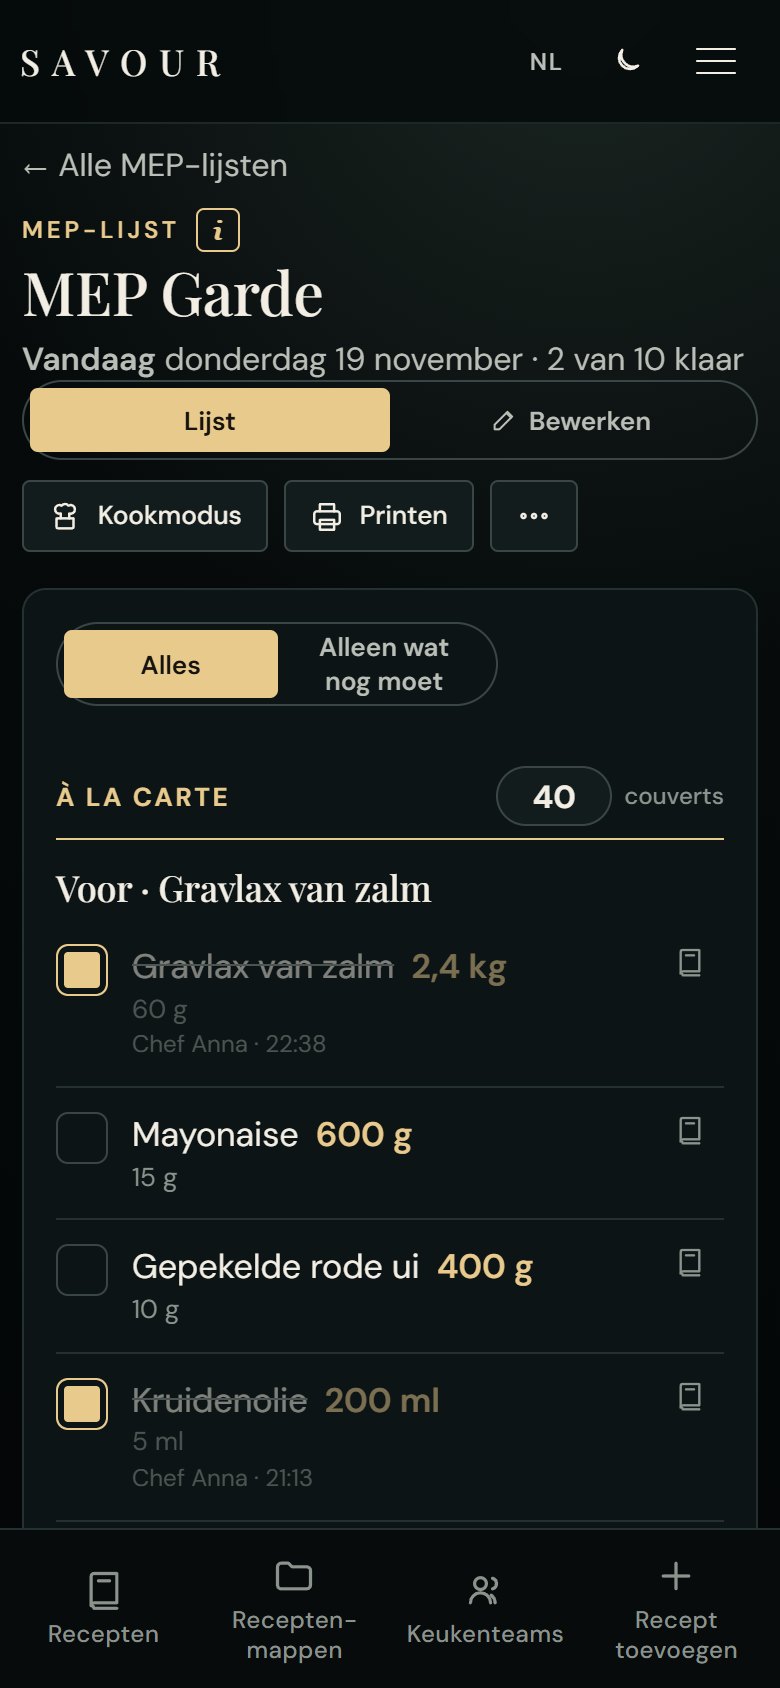 SAVOUR
NL
← Alle MEP-lijsten
MEP-LIJST i
MEP Garde
Vandaag donderdag 19 november · 2 van 10 klaar
Lijst
Bewerken
Kookmodus
Printen
Alles
Alleen wat
nog moet
À LA CARTE
40 couverts
Voor · Gravlax van zalm
Gravlax van zalm 2,4 kg
60 g
Chef Anna · 22:38
Mayonaise 600 g
15 g
Gepekelde rode ui 400 g
10 g
Kruidenolie 200 ml
5 ml
Chef Anna · 21:13
Recepten
Recepten-
mappen
Keukenteams
Recept
toevoegen